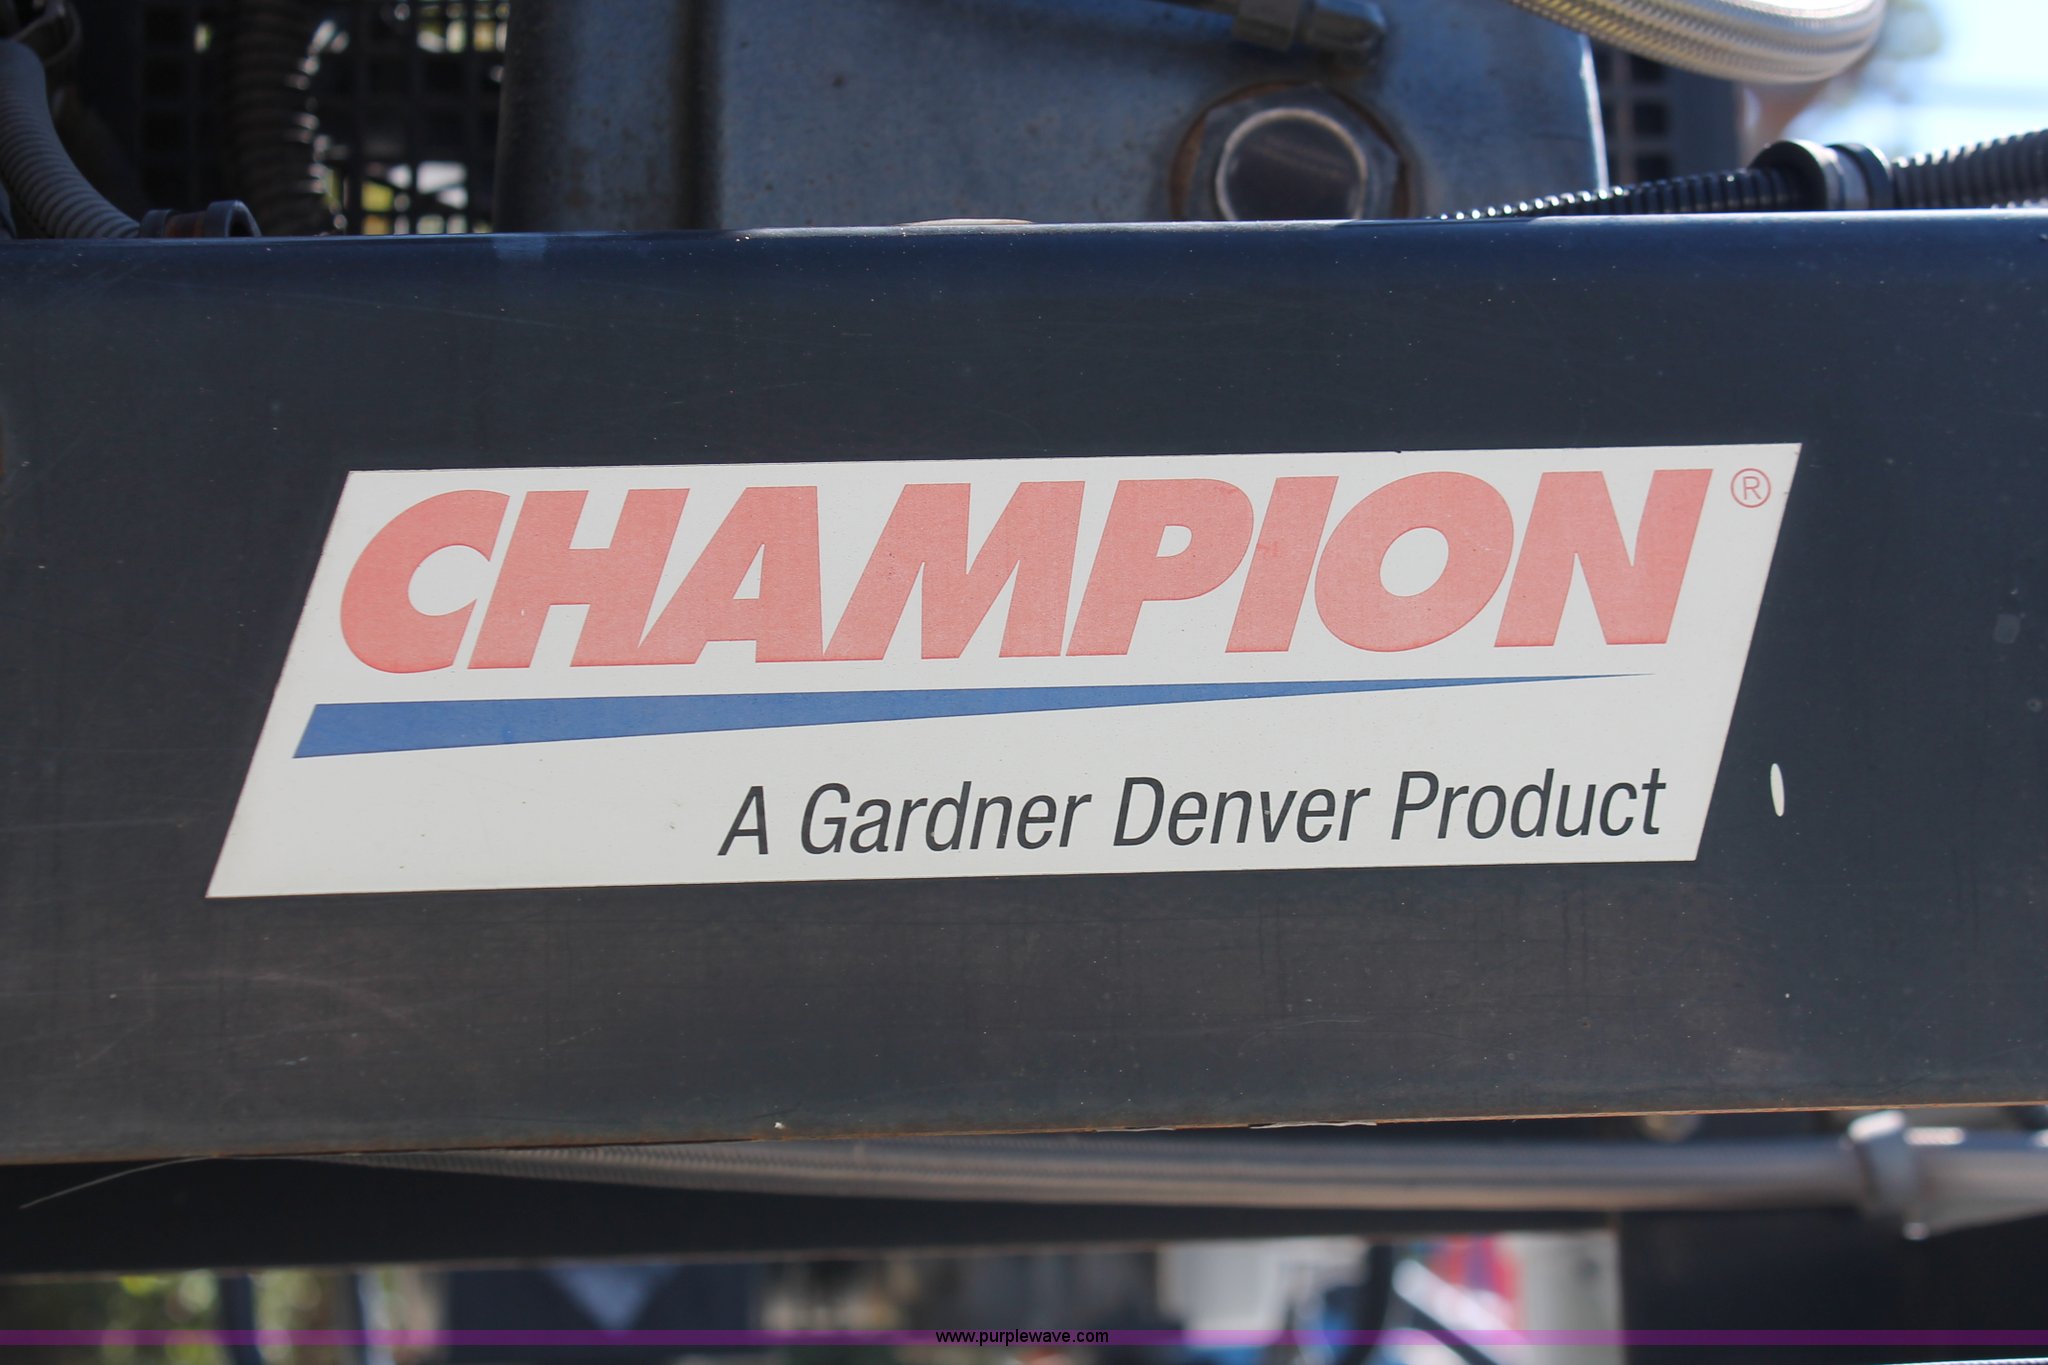 CHAMPION®
A Gardner Denver Product
www.purplewave.com